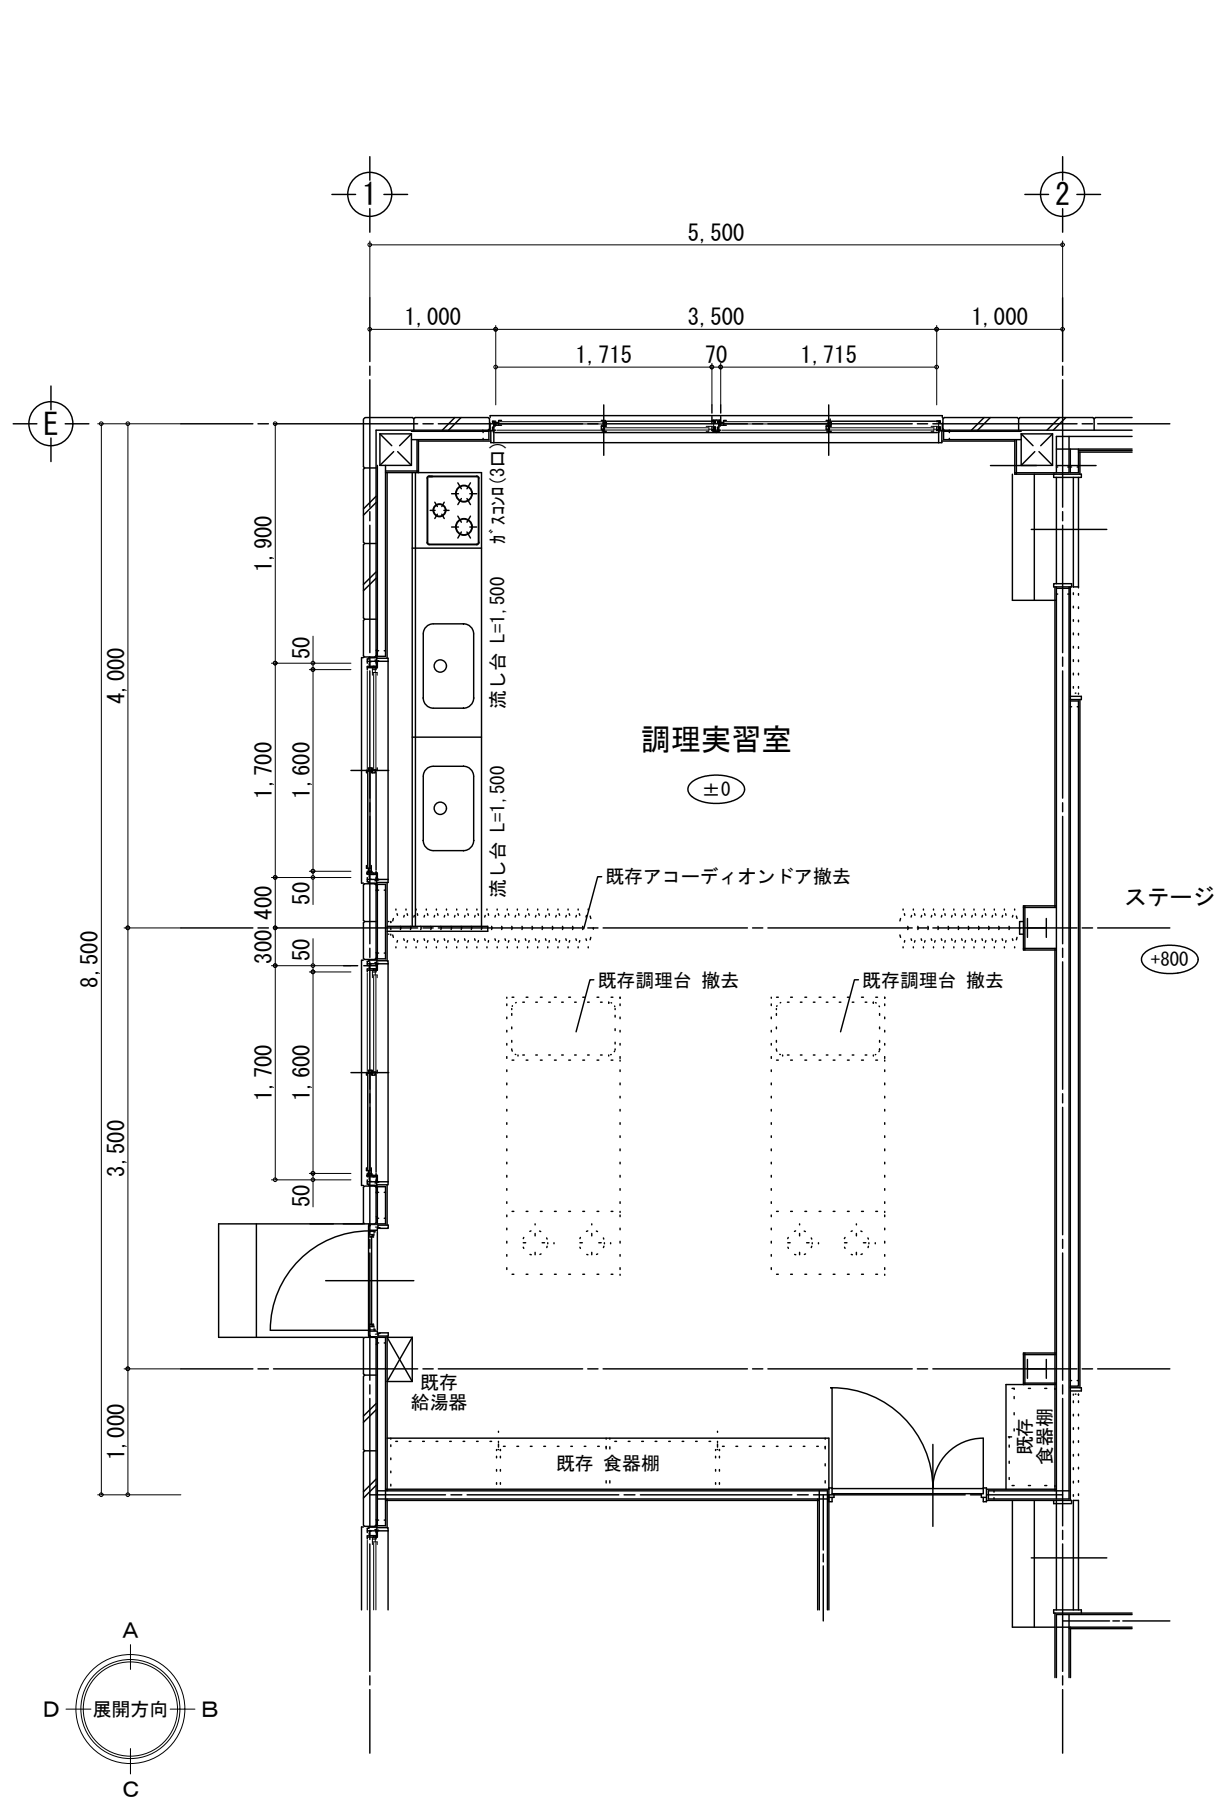 1
2
5,500
1,000
3,500
1,000
1,715
70
1,715
E
ガスコンロ(3口)
1,900
50
4,000
流し台 L=1,500
調理実習室
±0
1,700
1,600
流し台 L=1,500
既存アコーディオンドア撤去
50
400
ステージ
300
50
8,500
+800
既存調理台 撤去
既存調理台 撤去
1,700
1,600
3,500
50
既存
給湯器
1,000
既存
食器棚
既存 食器棚
A
D
展開方向
B
C